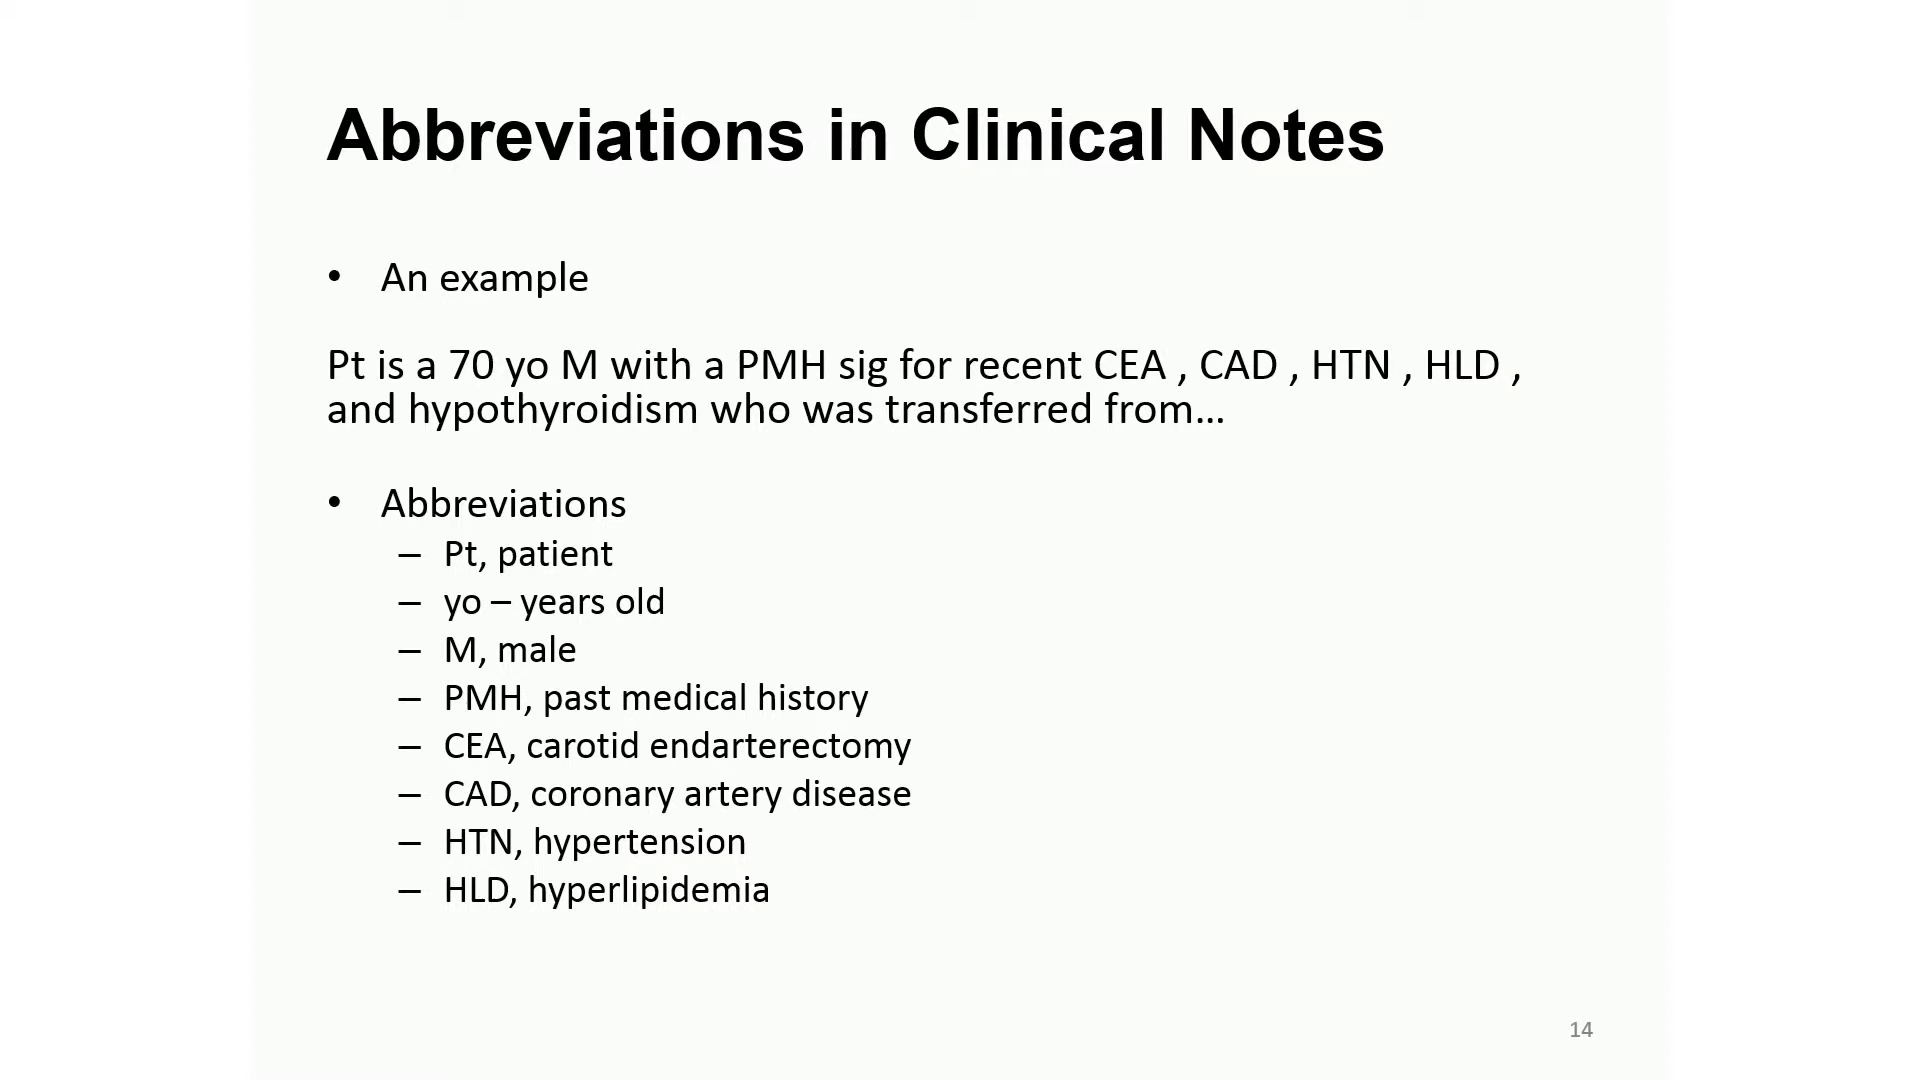 Abbreviations in Clinical Notes
• An example
Pt is a 70 yo M with a PMH sig for recent CEA , CAD , HTN , HLD ,
and hypothyroidism who was transferred from…
• Abbreviations
– Pt, patient
– yo – years old
– M, male
– PMH, past medical history
– CEA, carotid endarterectomy
– CAD, coronary artery disease
– HTN, hypertension
– HLD, hyperlipidemia
14